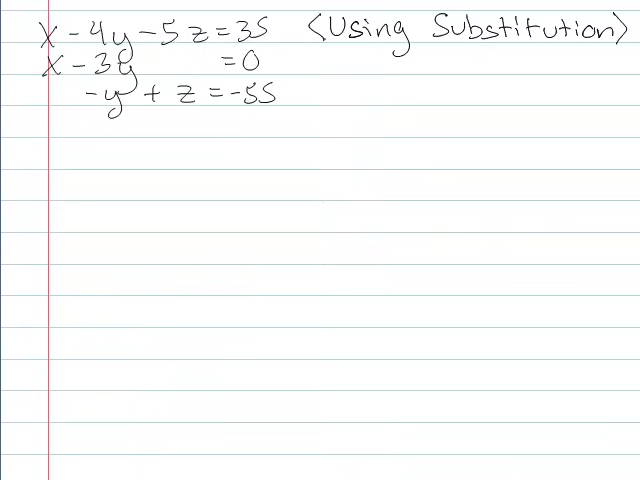 x - 4y - 5z = 35 (Using Substitution)
x - 3y = 0
-y + z = -55